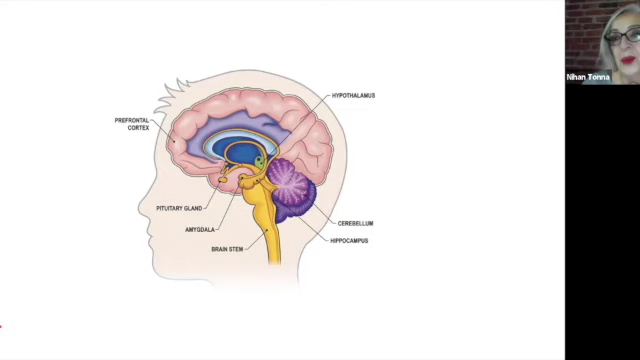 HYPOTHALAMUS
PREFRONTAL
CORTEX
PITUITARY GLAND
AMYGDALA
BRAIN STEM
CEREBELLUM
HIPPOCAMPUS
Nihan Tonna